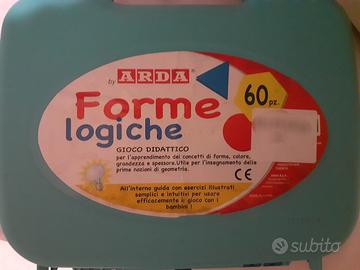 by ARDA
60 pz.
Forme
logiche
GIOCO DIDATTICO
per l'apprendimento dei concetti di forma, colore,
grandezza e spessore. Utile per l'insegnamento delle
prime nozioni di geometria.
CE
All'interno guida con esercizi illustrati
semplici e intuitivi per usare
efficacemente il gioco con i
bambini!
subito